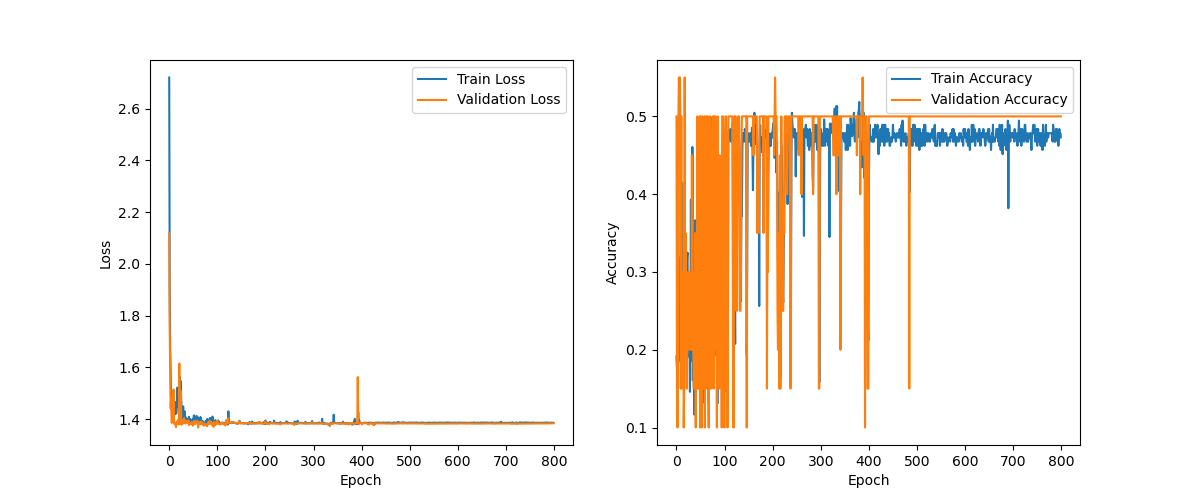 Train Loss
Validation Loss
2.6
2.4
2.2
2.0
1.8
1.6
1.4
Loss
0 100 200 300 400 500 600 700 800
Epoch
Train Accuracy
Validation Accuracy
0.5
0.4
0.3
0.2
0.1
Accuracy
0 100 200 300 400 500 600 700 800
Epoch